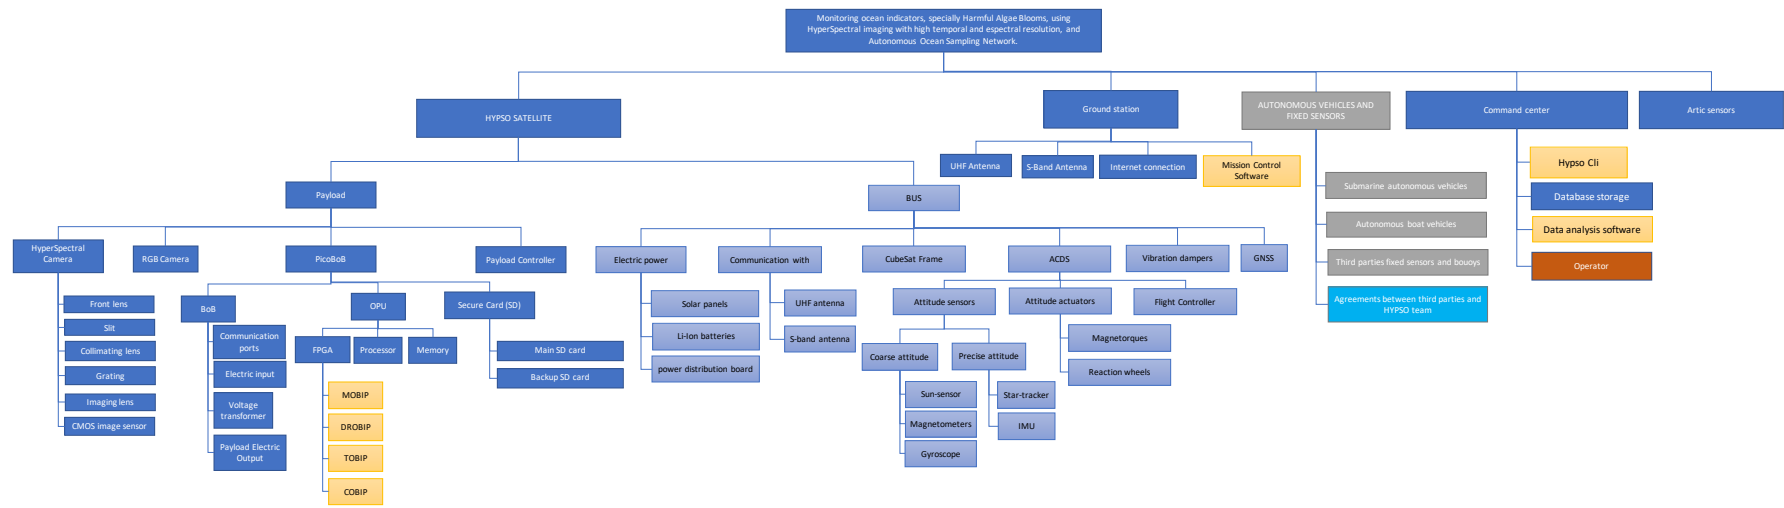 Monitoring ocean indicators, specially Harmful Algae Blooms, using
HyperSpectral imaging with high temporal and espectral resolution, and
Autonomous Ocean Sampling Network.
HYPSO SATELLITE
Ground station
AUTONOMOUS VEHICLES AND
FIXED SENSORS
Command center
Artic sensors
UHF Antenna
S-Band Antenna
Internet connection
Mission Control
Software
Hypso Cli
Database storage
Data analysis software
Operator
Submarine autonomous vehicles
Autonomous boat vehicles
Third parties fixed sensors and bouoys
Agreements between third parties and
HYPSO team
Payload
BUS
HyperSpectral
Camera
RGB Camera
PicoBoB
Payload Controller
Electric power
Communication with
CubeSat Frame
ACDS
Vibration dampers
GNSS
Front lens
Slit
Collimating lens
Grating
Imaging lens
CMOS image sensor
BoB
OPU
Secure Card (SD)
Communication
ports
Electric input
Voltage
transformer
Payload Electric
Output
FPGA
Processor
Memory
MOBIP
DROBIP
TOBIP
COBIP
Main SD card
Backup SD card
Solar panels
Li-Ion batteries
power distribution board
UHF antenna
S-band antenna
Attitude sensors
Attitude actuators
Flight Controller
Coarse attitude
Precise attitude
Sun-sensor
Magnetometers
Gyroscope
Star-tracker
IMU
Magnetorques
Reaction wheels